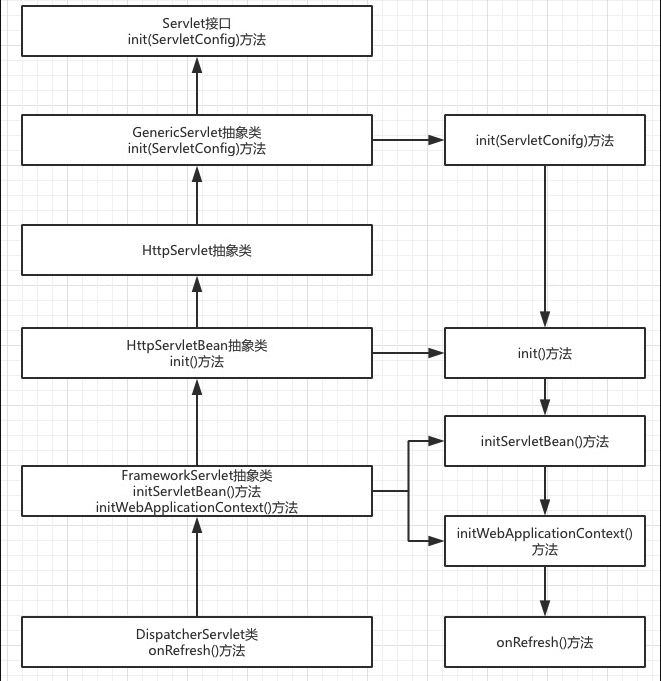 Servlet接口
init(ServletConfig)方法
GenericServlet抽象类
init(ServletConfig)方法
init(ServletConifg)方法
HttpServlet抽象类
HttpServletBean抽象类
init()方法
init()方法
initServletBean()方法
FrameworkServlet抽象类
initServletBean()方法
initWebApplicationContext()方法
initWebApplicationContext()
方法
DispatcherServlet类
onRefresh()方法
onRefresh()方法